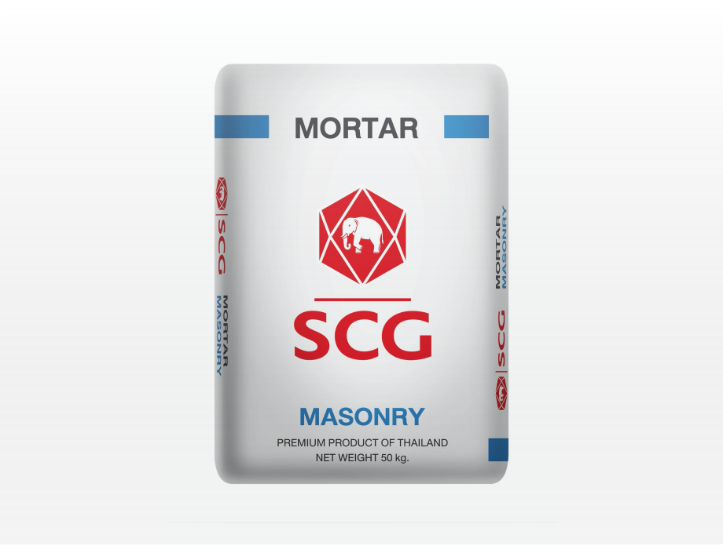 MORTAR
SCG
MASONRY
PREMIUM PRODUCT OF THAILAND
NET WEIGHT 50 kg.
SCG
MORTAR
MASONRY
MORTAR
MASONRY
SCG